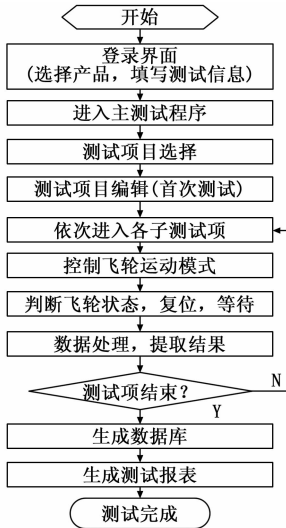 开始
登录界面
(选择产品，填写测试信息)
进入主测试程序
测试项目选择
测试项目编辑(首次测试)
依次进入各子测试项
控制飞轮运动模式
判断飞轮状态，复位，等待
数据处理，提取结果
测试项结束？
N
Y
生成数据库
生成测试报表
测试完成